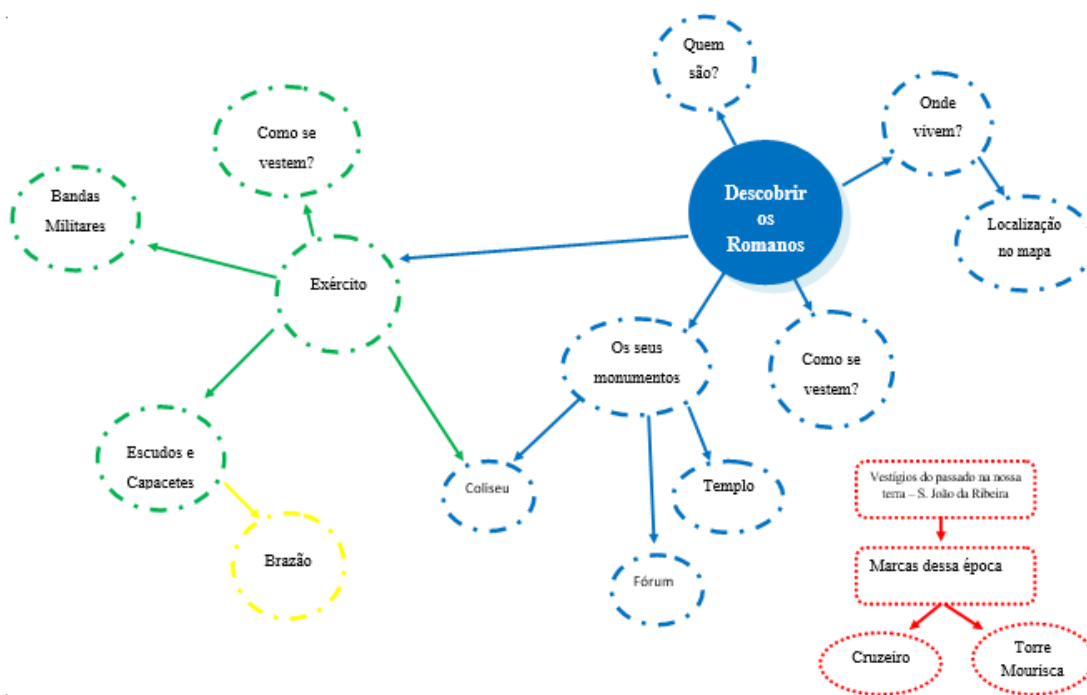 Quem
são?
Onde
vivem?
Como se
vestem?
Bandas
Militares
Descobrir
os
Romanos
Localização
no mapa
Exército
Os seus
monumentos
Como se
vestem?
Escudos e
Capacetes
Coliseu
Templo
Vestígios do passado na nossa
terra – S. João da Ribeira
Brazão
Fórum
Marcas dessa época
Cruzeiro
Torre
Mourisca